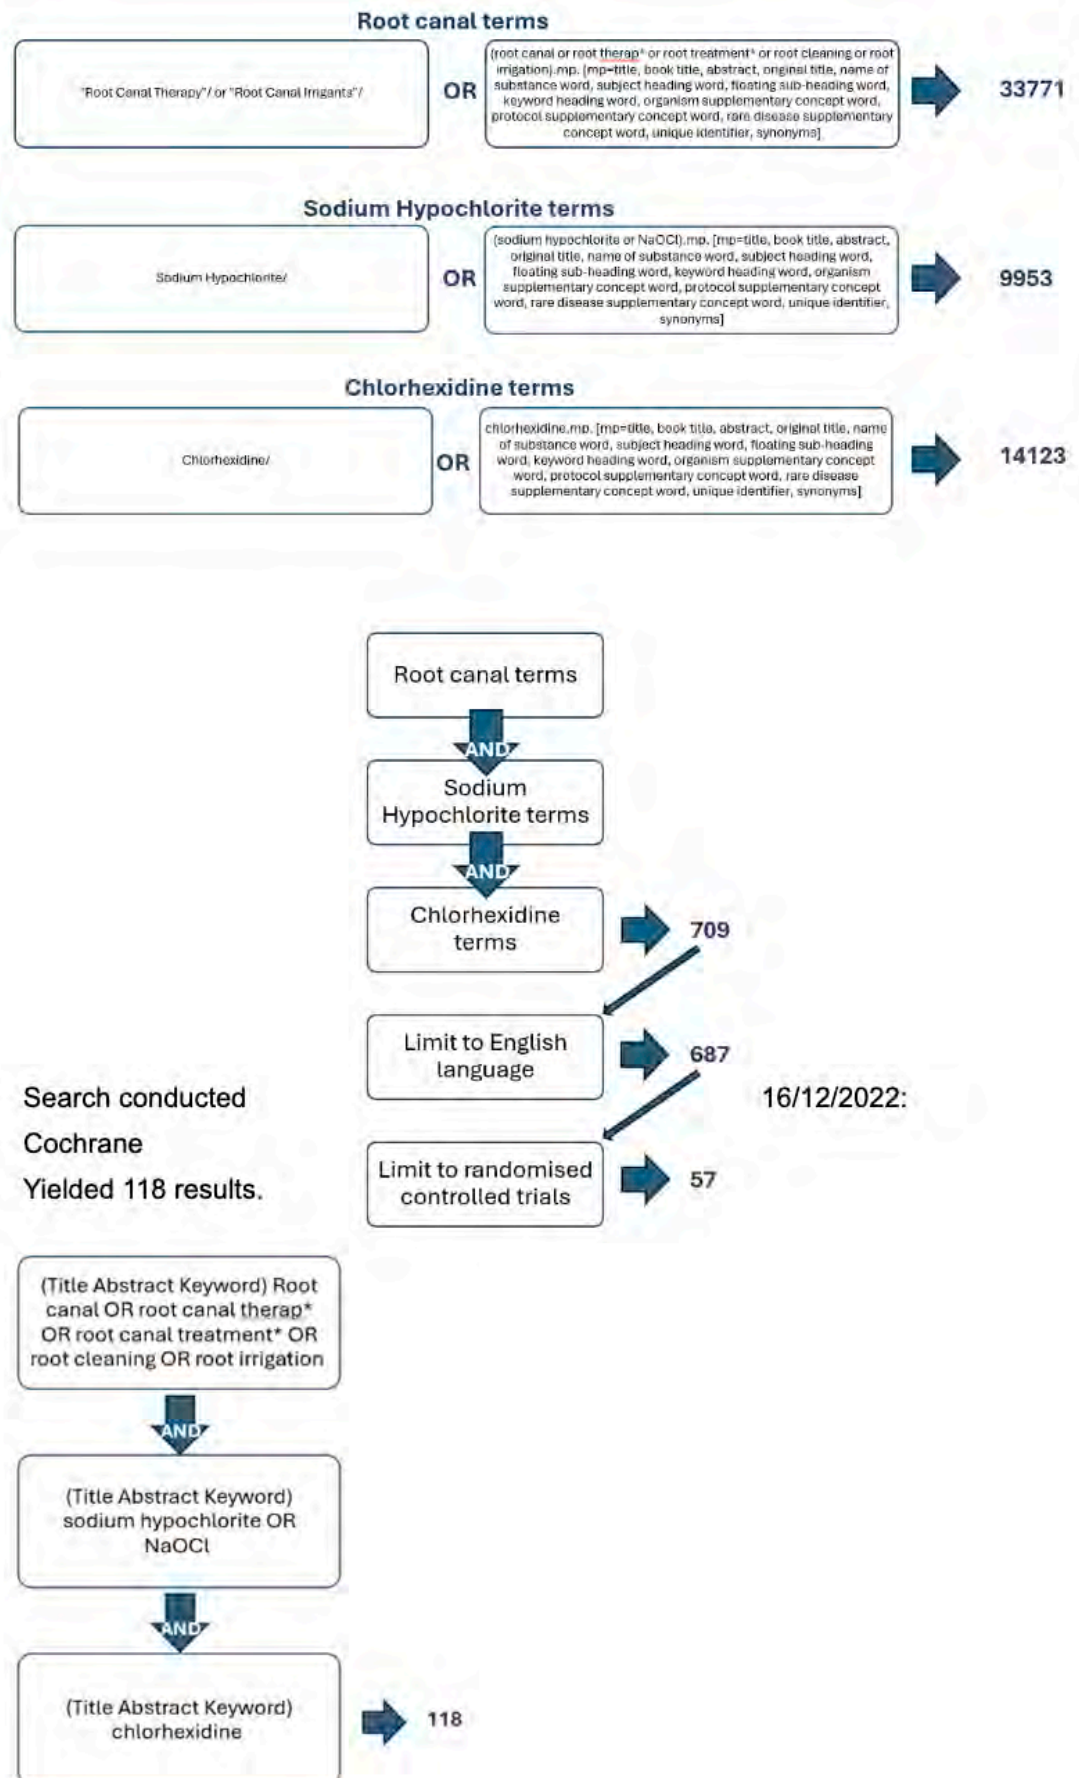 Root canal terms
"Root Canal Therapy"/ or "Root Canal Irrigants"/
OR
(root canal or root therap* or root treatment* or root cleaning or root
irrigation).mp. [mp=title, book title, abstract, original title, name of
substance word, subject heading word, floating sub-heading word,
keyword heading word, organism supplementary concept word,
protocol supplementary concept word, rare disease supplementary
concept word, unique identifier, synonyms]
33771
Sodium Hypochlorite terms
Sodium Hypochlorite/
OR
(sodium hypochlorite or NaOCl).mp. [mp=title, book title, abstract,
original title, name of substance word, subject heading word,
floating sub-heading word, keyword heading word, organism
supplementary concept word, protocol supplementary concept
word, rare disease supplementary concept word, unique identifier,
synonyms]
9953
Chlorhexidine terms
Chlorhexidine/
OR
chlorhexidine.mp. [mp=title, book title, abstract, original title, name
of substance word, subject heading word, floating sub-heading
word, keyword heading word, organism supplementary concept
word, protocol supplementary concept word, rare disease
supplementary concept word, unique identifier, synonyms]
14123
Root canal terms
AND
Sodium
Hypochlorite terms
AND
Chlorhexidine
terms
709
Limit to English
language
687
Limit to randomised
controlled trials
57
Search conducted
16/12/2022:
Cochrane
Yielded 118 results.
(Title Abstract Keyword) Root
canal OR root canal therap*
OR root canal treatment* OR
root cleaning OR root irrigation
AND
(Title Abstract Keyword)
sodium hypochlorite OR
NaOCl
AND
(Title Abstract Keyword)
chlorhexidine
118